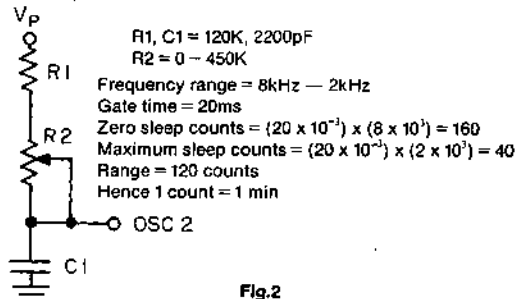 Vp
R1, C1 = 120K, 2200pF
R2 = 0 – 450K
R1
Frequency range = 8kHz — 2kHz
Gate time = 20ms
Zero sleep counts = (20 x 10⁻³) x (8 x 10³) = 160
R2
Maximum sleep counts = (20 x 10⁻³) x (2 x 10³) = 40
Range = 120 counts
Hence 1 count = 1 min
OSC 2
C1
Fig.2